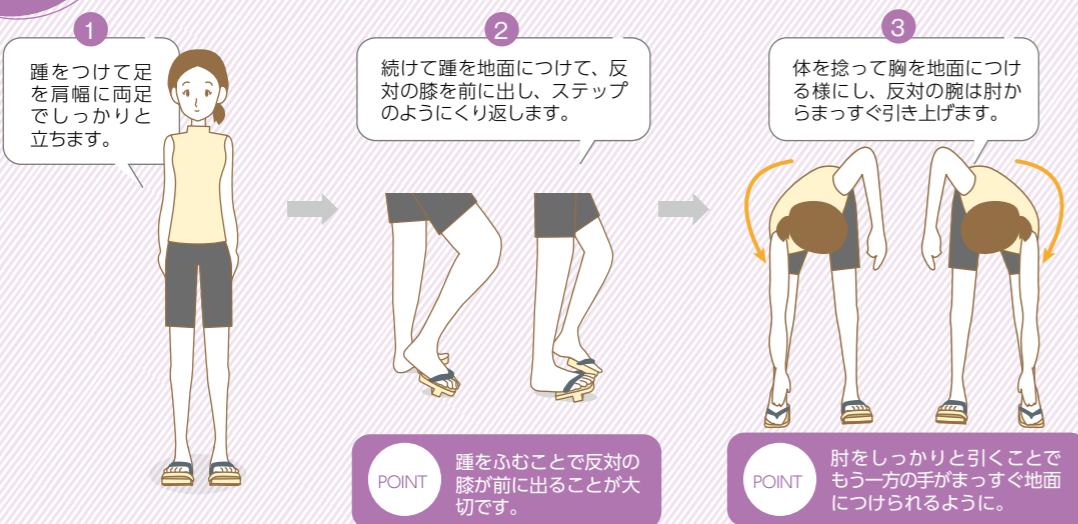 1
踵をつけて足
を肩幅に両足
でしっかりと
立ちます。
2
続けて踵を地面につけて、反
対の膝を前に出し、ステップ
のようにくり返します。
3
体を捻って胸を地面につけ
る様にし、反対の腕は肘か
らまっすぐ引き上げます。
POINT
踵をふむことで反対の
膝が前に出ることが大
切です。
POINT
肘をしっかりと引くことで
もう一方の手がまっすぐ地面
につけられるように。